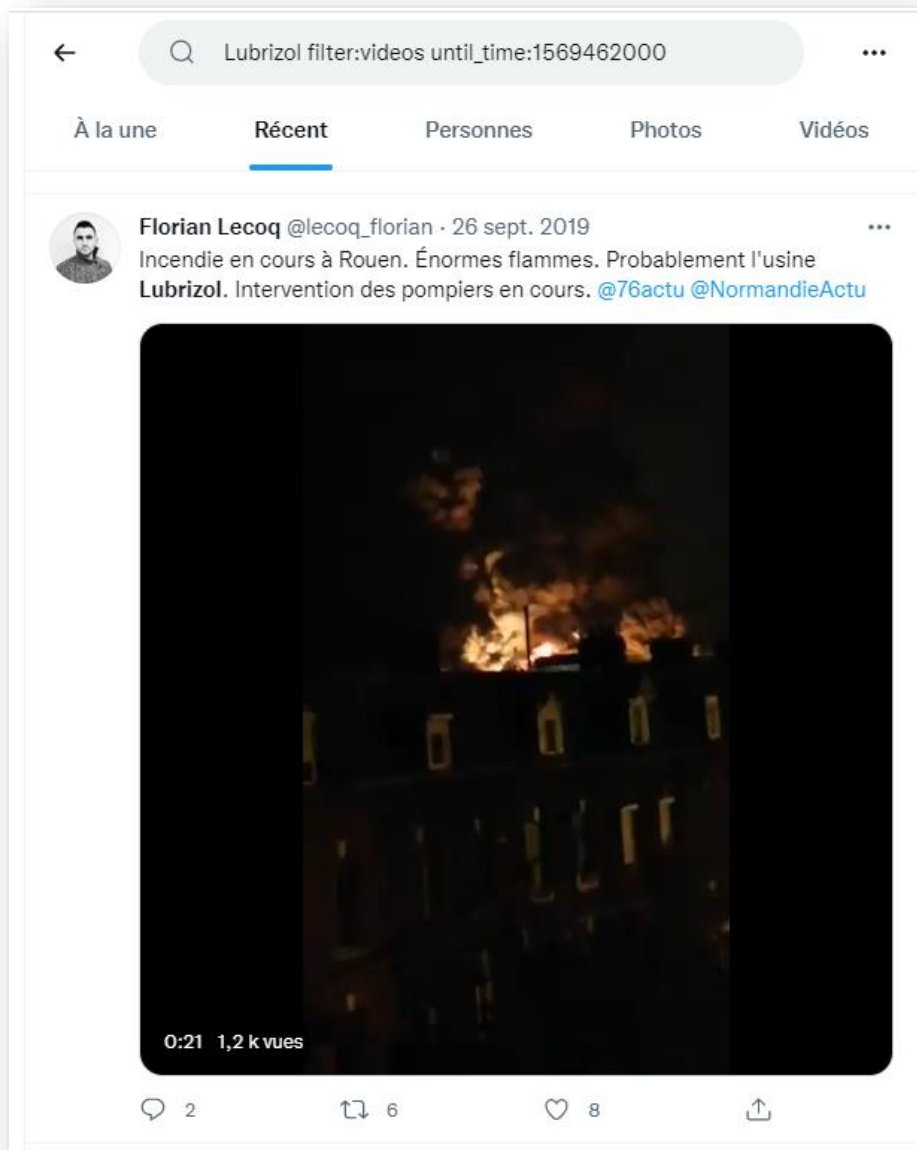 Lubrizol filter:videos until_time:1569462000
À la une Récent Personnes Photos Vidéos
Florian Lecoq @lecoq_florian · 26 sept. 2019
Incendie en cours à Rouen. Énormes flammes. Probablement l'usine
Lubrizol. Intervention des pompiers en cours. @76actu @NormandieActu
0:21 1,2 k vues
2 6 8